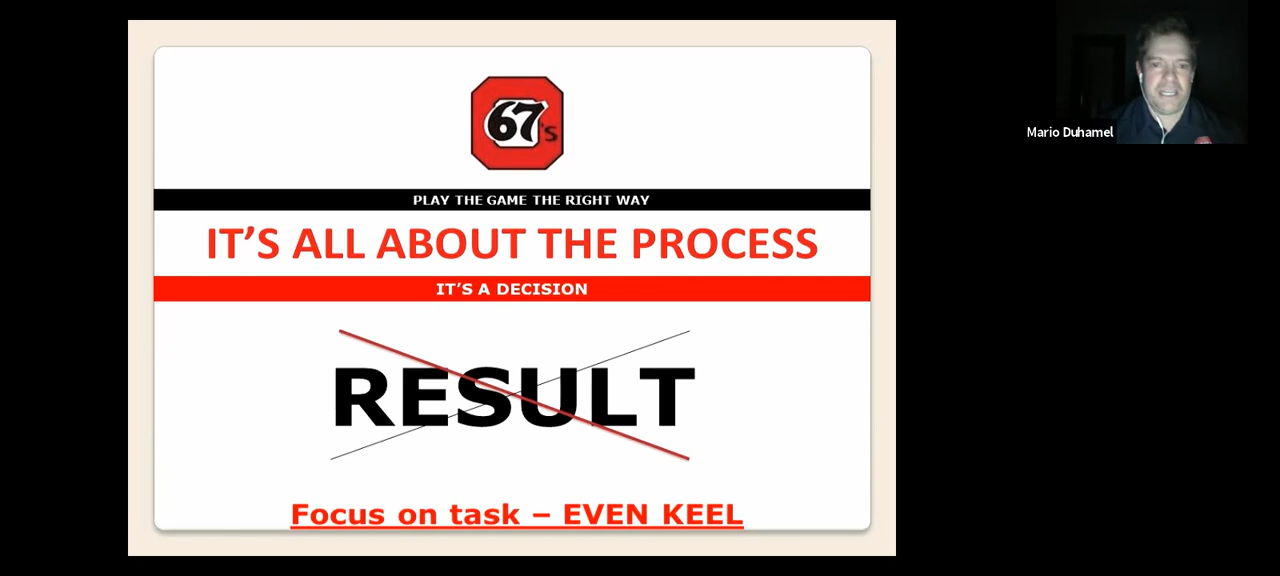 67's
PLAY THE GAME THE RIGHT WAY
IT'S ALL ABOUT THE PROCESS
IT'S A DECISION
RESULT
Focus on task – EVEN KEEL
Mario Duhamel